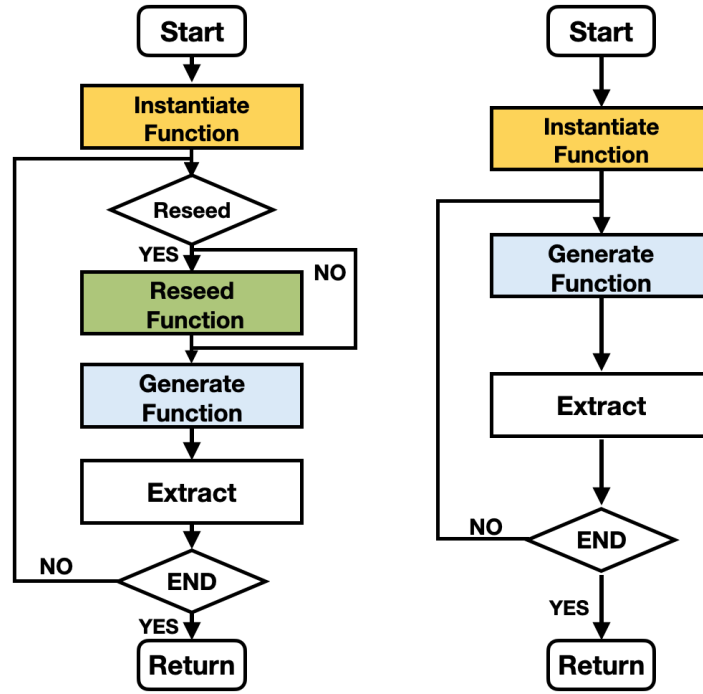 Start
Instantiate
Function
Reseed
YES
NO
Reseed
Function
Generate
Function
Extract
NO
END
YES
Return
Start
Instantiate
Function
Generate
Function
Extract
NO
END
YES
Return